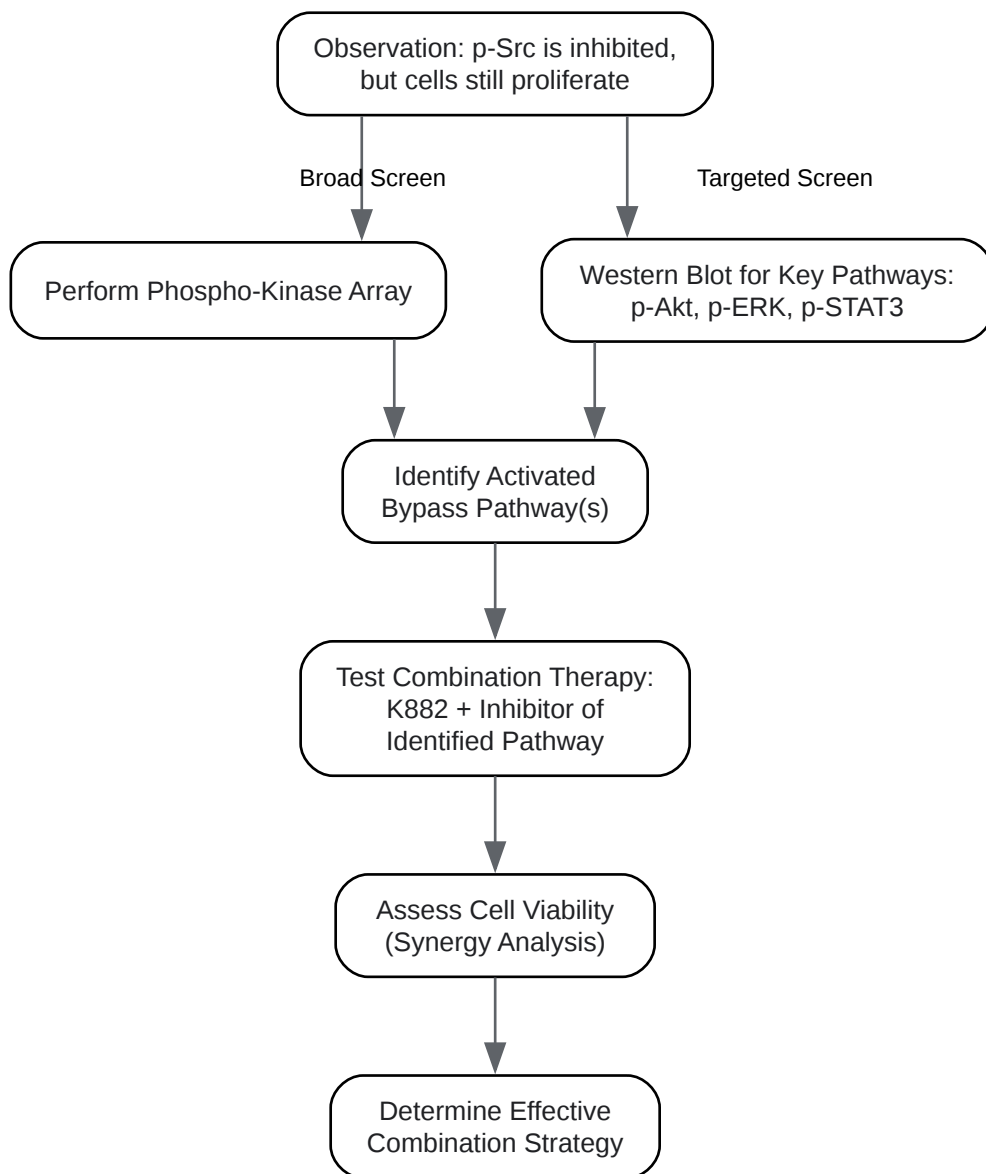 Observation: p-Src is inhibited,
but cells still proliferate
Broad Screen
Targeted Screen
Perform Phospho-Kinase Array
Western Blot for Key Pathways:
p-Akt, p-ERK, p-STAT3
Identify Activated
Bypass Pathway(s)
Test Combination Therapy:
K882 + Inhibitor of
Identified Pathway
Assess Cell Viability
(Synergy Analysis)
Determine Effective
Combination Strategy